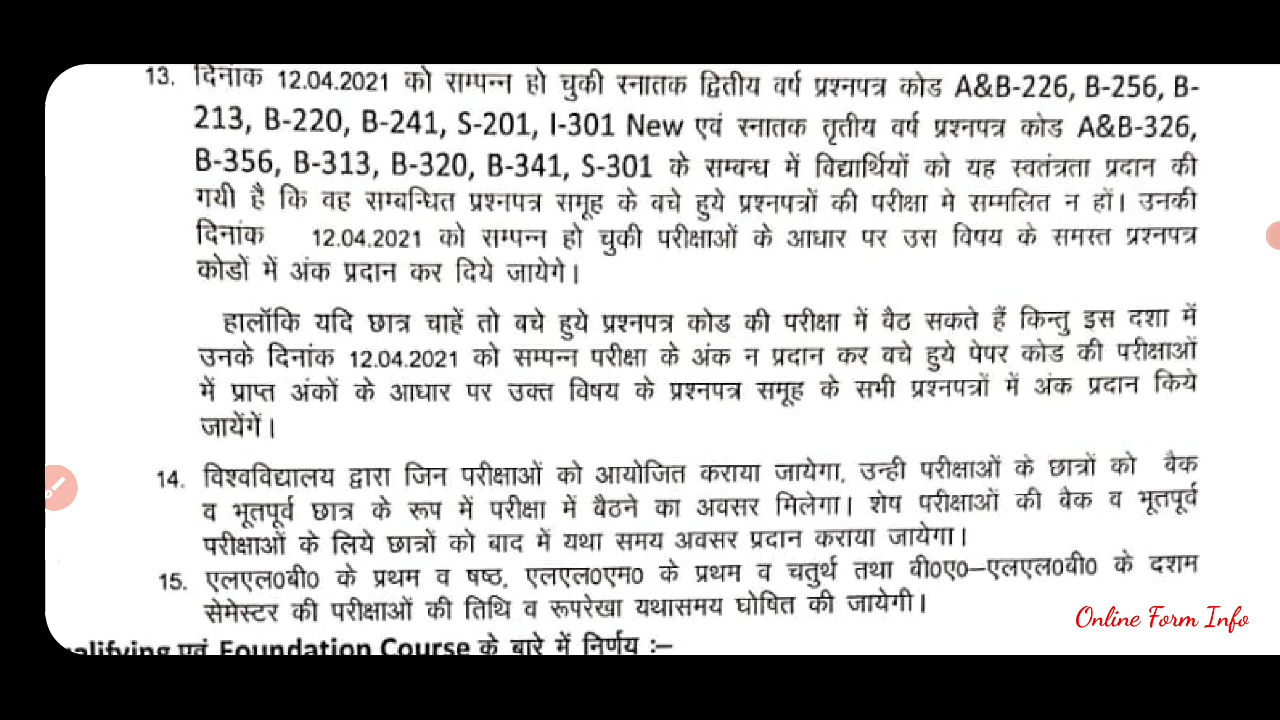 13. दिनांक 12.04.2021 को सम्पन्न हो चुकी स्नातक द्वितीय वर्ष प्रश्नपत्र कोड A&B-226, B-256, B-
213, B-220, B-241, S-201, I-301 New एवं स्नातक तृतीय वर्ष प्रश्नपत्र कोड A&B-326,
B-356, B-313, B-320, B-341, S-301 के सम्बन्ध में विद्यार्थियों को यह स्वतंत्रता प्रदान की
गयी है कि वह सम्बन्धित प्रश्नपत्र समूह के बचे हुये प्रश्नपत्रों की परीक्षा मे सम्मलित न हों। उनकी
दिनांक 12.04.2021 को सम्पन्न हो चुकी परीक्षाओं के आधार पर उस विषय के समस्त प्रश्नपत्र
कोडों में अंक प्रदान कर दिये जायेगे।
हालॉकि यदि छात्र चाहें तो बचे हुये प्रश्नपत्र कोड की परीक्षा में बैठ सकते हैं किन्तु इस दशा में
उनके दिनांक 12.04.2021 को सम्पन्न परीक्षा के अंक न प्रदान कर बचे हुये पेपर कोड की परीक्षाओं
में प्राप्त अंकों के आधार पर उक्त विषय के प्रश्नपत्र समूह के सभी प्रश्नपत्रों में अंक प्रदान किये
जायेंगें।
14. विश्वविद्यालय द्वारा जिन परीक्षाओं को आयोजित कराया जायेगा, उन्ही परीक्षाओं के छात्रों को बैक
व भूतपूर्व छात्र के रूप में परीक्षा में बैठने का अवसर मिलेगा। शेष परीक्षाओं की बैक व भूतपूर्व
परीक्षाओं के लिये छात्रों को बाद में यथा समय अवसर प्रदान कराया जायेगा।
15. एलएल0बी0 के प्रथम व षष्ठ, एलएल0एम0 के प्रथम व चतुर्थ तथा बी0ए0–एलएल0बी0 के दशम
सेमेस्टर की परीक्षाओं की तिथि व रूपरेखा यथासमय घोषित की जायेगी।
Online Form Info
alifying एवं Foundation Course के बारे में निर्णय :–